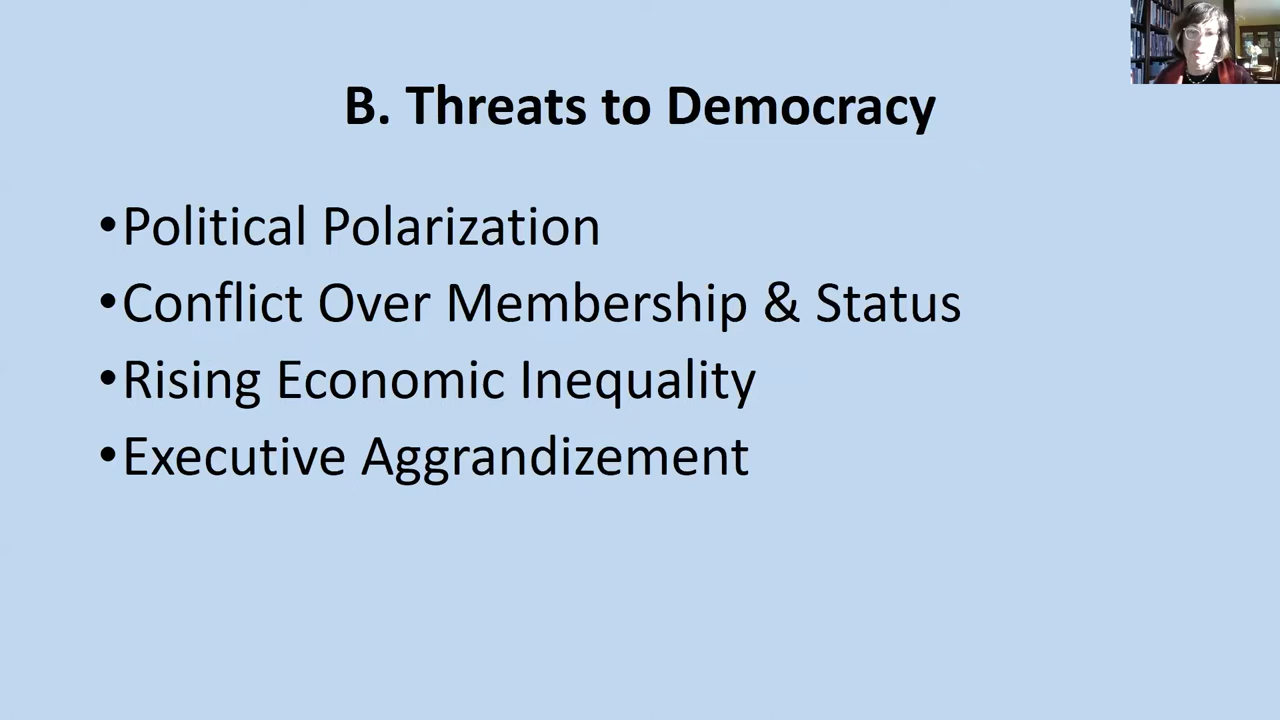 B. Threats to Democracy
•Political Polarization
•Conflict Over Membership & Status
•Rising Economic Inequality
•Executive Aggrandizement